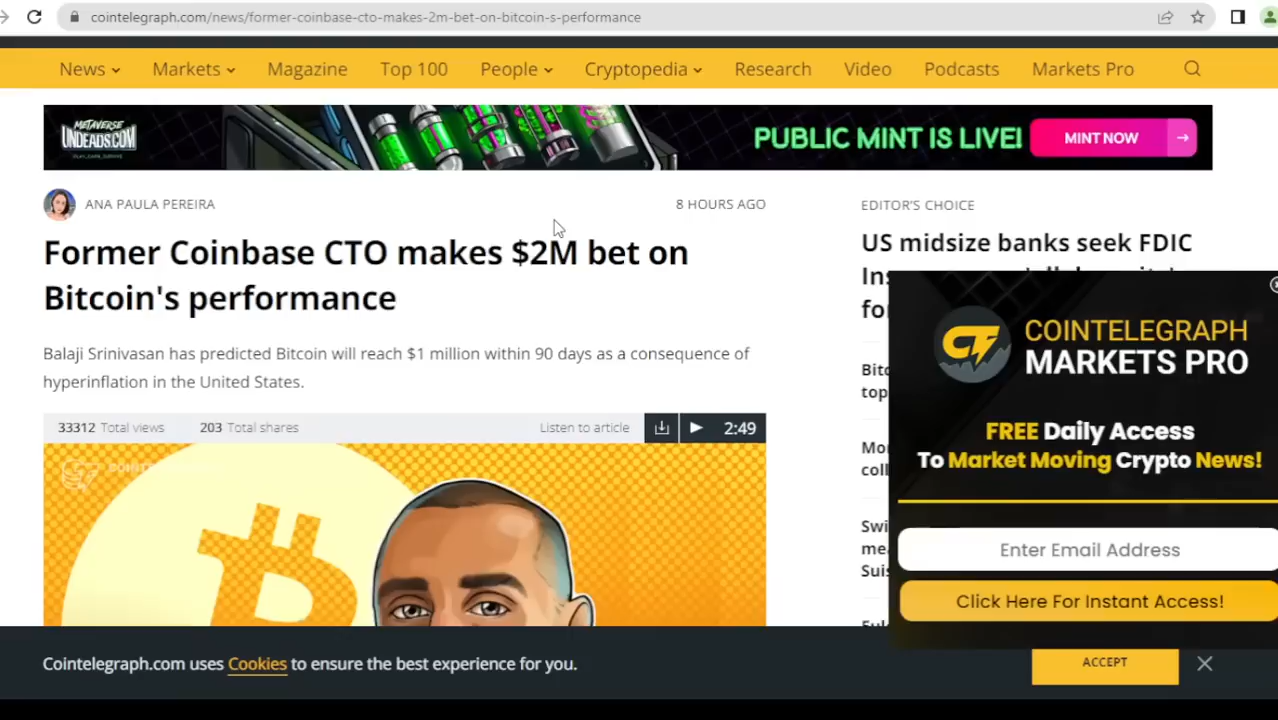 cointelegraph.com/news/former-coinbase-cto-makes-2m-bet-on-bitcoin-s-performance
News Markets Magazine Top 100 People Cryptopedia Research Video Podcasts Markets Pro
METAVERSE
UNDEADS.COM
PUBLIC MINT IS LIVE!
MINT NOW
ANA PAULA PEREIRA
8 HOURS AGO
Former Coinbase CTO makes $2M bet on
Bitcoin's performance
Balaji Srinivasan has predicted Bitcoin will reach $1 million within 90 days as a consequence of
hyperinflation in the United States.
33312 Total views
203 Total shares
Listen to article
2:49
EDITOR'S CHOICE
US midsize banks seek FDIC
COINTELEGRAPH
MARKETS PRO
FREE Daily Access
To Market Moving Crypto News!
Enter Email Address
Click Here For Instant Access!
Cointelegraph.com uses Cookies to ensure the best experience for you.
ACCEPT